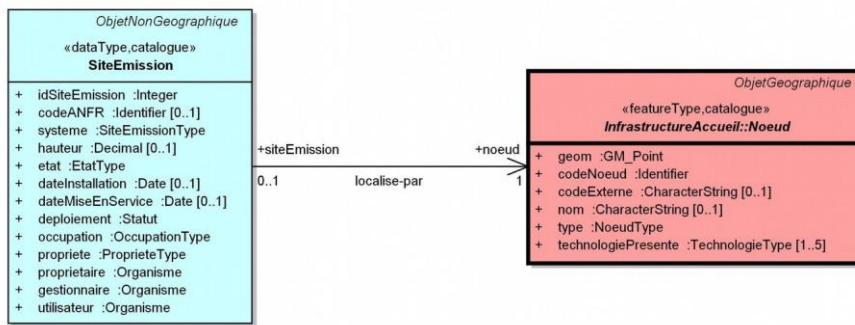 ObjetNonGeographique
«dataType,catalogue»
SiteEmission
+ idSiteEmission :Integer
+ codeANFR :Identifier [0..1]
+ systeme :SiteEmissionType
+ hauteur :Decimal [0..1]
+ etat :EtatType
+ dateInstallation :Date [0..1]
+ dateMiseEnService :Date [0..1]
+ deploiement :Statut
+ occupation :OccupationType
+ propriete :ProprieteType
+ proprietaire :Organisme
+ gestionnaire :Organisme
+ utilisateur :Organisme
+siteEmission
+noeud
0..1
localise-par
1
ObjetGeographique
«featureType,catalogue»
InfrastructureAccueil::Noeud
+ geom :GM_Point
+ codeNoeud :Identifier
+ codeExterne :CharacterString [0..1]
+ nom :CharacterString [0..1]
+ type :NoeudType
+ technologiePresente :TechnologieType [1..5]